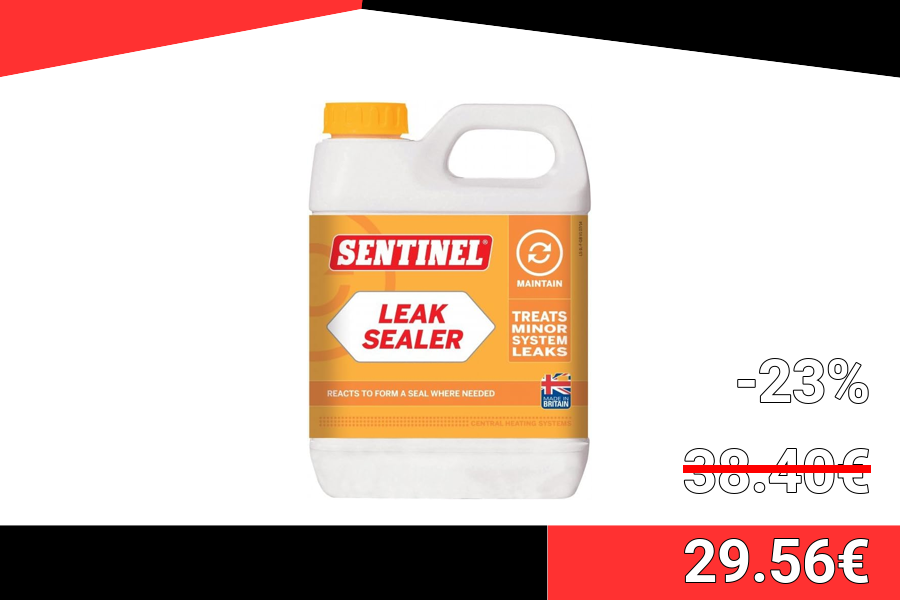 SENTINEL®
MAINTAIN
LEAK
SEALER
TREATS
MINOR
SYSTEM
LEAKS
REACTS TO FORM A SEAL WHERE NEEDED
MADE IN
BRITAIN
CENTRAL HEATING SYSTEMS
-23%
38.40€
29.56€